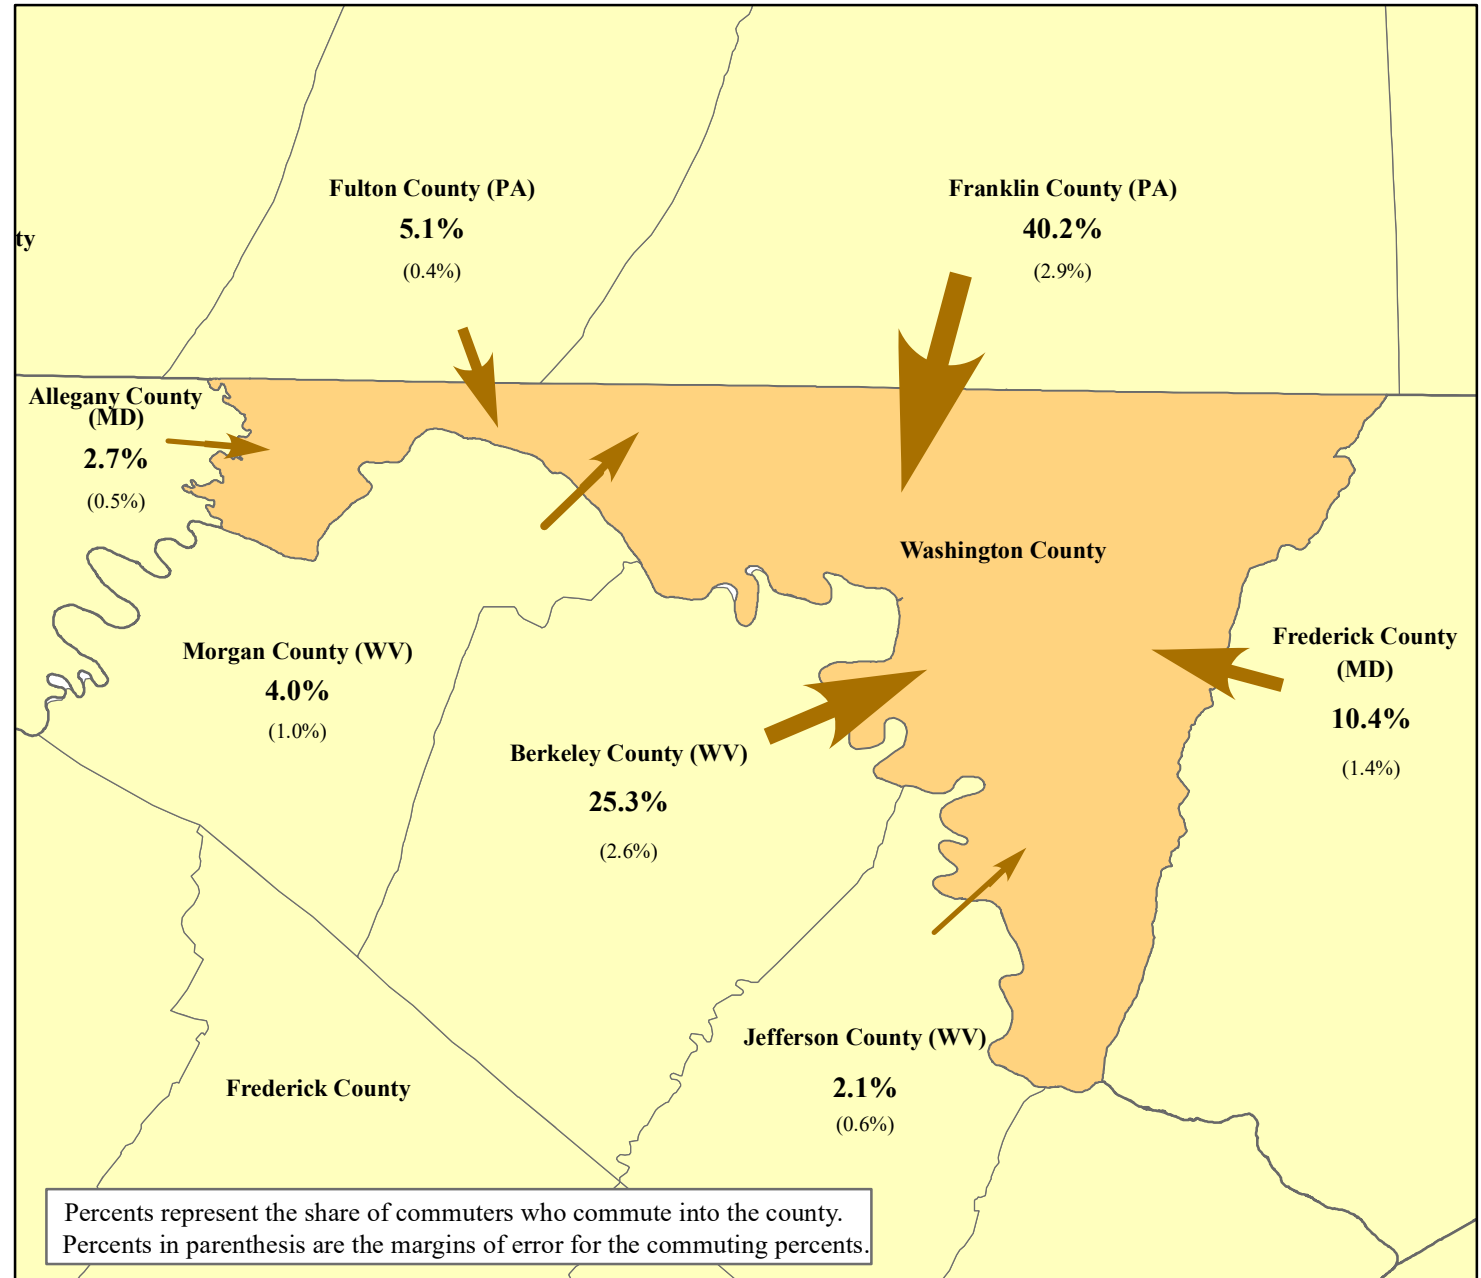 Fulton County (PA)
5.1%
(0.4%)
Franklin County (PA)
40.2%
(2.9%)
ty
Allegany County
(MD)
2.7%
(0.5%)
Washington County
Morgan County (WV)
4.0%
(1.0%)
Frederick County
(MD)
10.4%
(1.4%)
Berkeley County (WV)
25.3%
(2.6%)
Jefferson County (WV)
2.1%
(0.6%)
Frederick County
Percents represent the share of commuters who commute into the county.
Percents in parenthesis are the margins of error for the commuting percents.